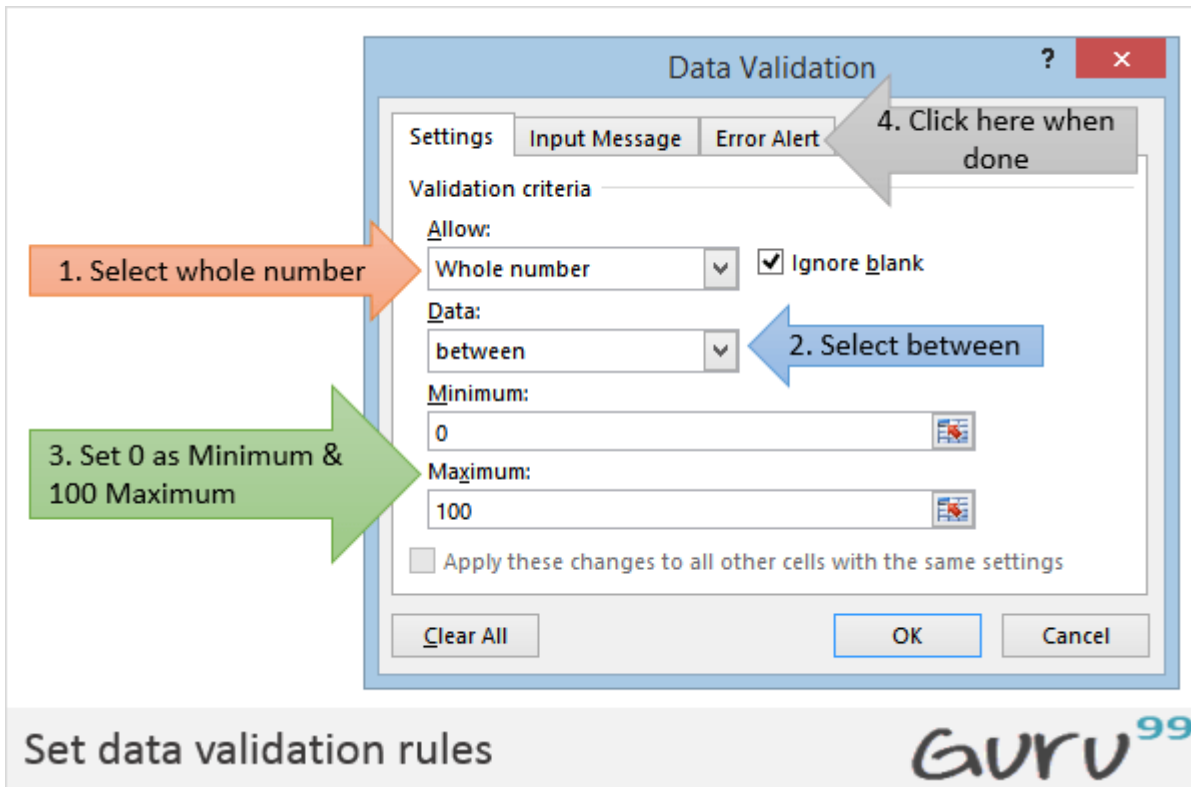 Data Validation
?
4. Click here when
done
Settings
Input Message
Error Alert
Validation criteria
Allow:
1. Select whole number
Whole number
Ignore blank
Data:
between
2. Select between
Minimum:
0
3. Set 0 as Minimum &
100 Maximum
Maximum:
100
Apply these changes to all other cells with the same settings
Clear All
OK
Cancel
Set data validation rules
Guru99